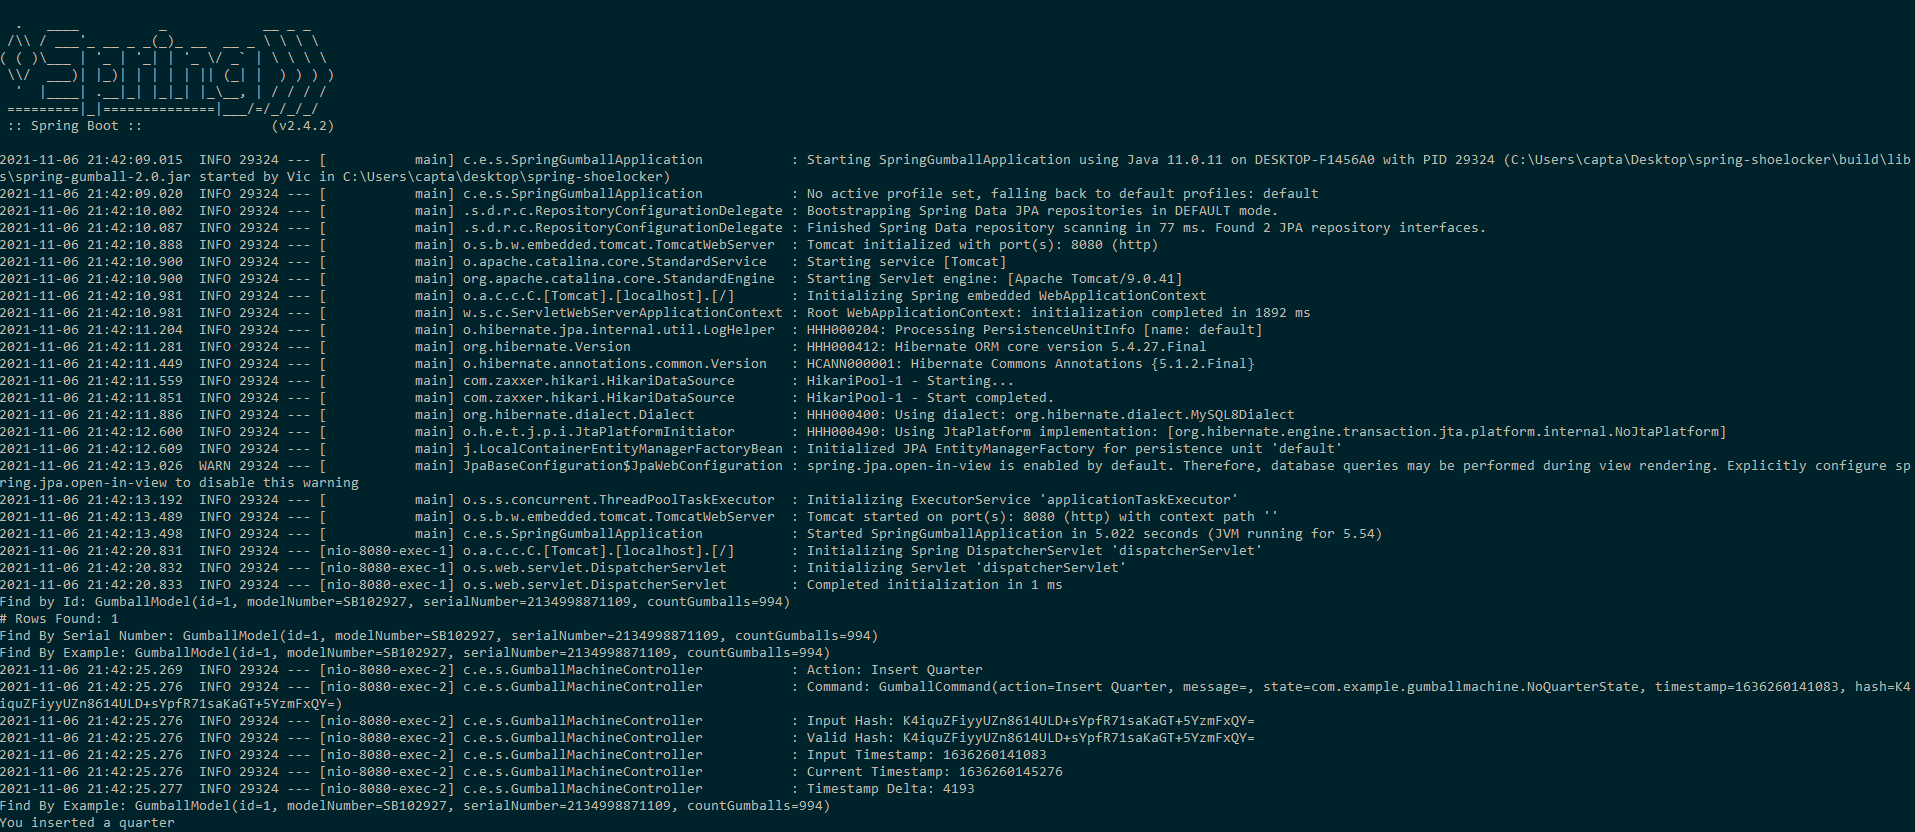 .   ____          _            __ _ _
 /\\ / ___'_ __ _ _(_)_ __  __ _ \ \ \ \
( ( )\___ | '_ | '_| | '_ \/ _` | \ \ \ \
 \\/  ___)| |_)| | | | | || (_| |  ) ) ) )
  '  |____| .__|_| |_|_| |_\__, | / / / /
 =========|_|==============|___/=/_/_/_/
 :: Spring Boot ::                (v2.4.2)
2021-11-06 21:42:09.015  INFO 29324 --- [           main] c.e.s.SpringGumballApplication           : Starting SpringGumballApplication using Java 11.0.11 on DESKTOP-F1456A0 with PID 29324 (C:\Users\capta\Desktop\spring-shoelocker\build\lib
s\spring-gumball-2.0.jar started by Vic in C:\Users\capta\desktop\spring-shoelocker)
2021-11-06 21:42:09.020  INFO 29324 --- [           main] c.e.s.SpringGumballApplication           : No active profile set, falling back to default profiles: default
2021-11-06 21:42:10.002  INFO 29324 --- [           main] .s.d.r.c.RepositoryConfigurationDelegate : Bootstrapping Spring Data JPA repositories in DEFAULT mode.
2021-11-06 21:42:10.087  INFO 29324 --- [           main] .s.d.r.c.RepositoryConfigurationDelegate : Finished Spring Data repository scanning in 77 ms. Found 2 JPA repository interfaces.
2021-11-06 21:42:10.888  INFO 29324 --- [           main] o.s.b.w.embedded.tomcat.TomcatWebServer  : Tomcat initialized with port(s): 8080 (http)
2021-11-06 21:42:10.900  INFO 29324 --- [           main] o.apache.catalina.core.StandardService   : Starting service [Tomcat]
2021-11-06 21:42:10.900  INFO 29324 --- [           main] org.apache.catalina.core.StandardEngine  : Starting Servlet engine: [Apache Tomcat/9.0.41]
2021-11-06 21:42:10.981  INFO 29324 --- [           main] o.a.c.c.C.[Tomcat].[localhost].[/]       : Initializing Spring embedded WebApplicationContext
2021-11-06 21:42:10.981  INFO 29324 --- [           main] w.s.c.ServletWebServerApplicationContext : Root WebApplicationContext: initialization completed in 1892 ms
2021-11-06 21:42:11.204  INFO 29324 --- [           main] o.hibernate.jpa.internal.util.LogHelper  : HHH000204: Processing PersistenceUnitInfo [name: default]
2021-11-06 21:42:11.281  INFO 29324 --- [           main] org.hibernate.Version                    : HHH000412: Hibernate ORM core version 5.4.27.Final
2021-11-06 21:42:11.449  INFO 29324 --- [           main] o.hibernate.annotations.common.Version   : HCANN000001: Hibernate Commons Annotations {5.1.2.Final}
2021-11-06 21:42:11.559  INFO 29324 --- [           main] com.zaxxer.hikari.HikariDataSource       : HikariPool-1 - Starting...
2021-11-06 21:42:11.851  INFO 29324 --- [           main] com.zaxxer.hikari.HikariDataSource       : HikariPool-1 - Start completed.
2021-11-06 21:42:11.886  INFO 29324 --- [           main] org.hibernate.dialect.Dialect            : HHH000400: Using dialect: org.hibernate.dialect.MySQL8Dialect
2021-11-06 21:42:12.600  INFO 29324 --- [           main] o.h.e.t.j.p.i.JtaPlatformInitiator       : HHH000490: Using JtaPlatform implementation: [org.hibernate.engine.transaction.jta.platform.internal.NoJtaPlatform]
2021-11-06 21:42:12.609  INFO 29324 --- [           main] j.LocalContainerEntityManagerFactoryBean : Initialized JPA EntityManagerFactory for persistence unit 'default'
2021-11-06 21:42:13.026  WARN 29324 --- [           main] JpaBaseConfiguration$JpaWebConfiguration : spring.jpa.open-in-view is enabled by default. Therefore, database queries may be performed during view rendering. Explicitly configure sp
ring.jpa.open-in-view to disable this warning
2021-11-06 21:42:13.192  INFO 29324 --- [           main] o.s.s.concurrent.ThreadPoolTaskExecutor  : Initializing ExecutorService 'applicationTaskExecutor'
2021-11-06 21:42:13.489  INFO 29324 --- [           main] o.s.b.w.embedded.tomcat.TomcatWebServer  : Tomcat started on port(s): 8080 (http) with context path ''
2021-11-06 21:42:13.498  INFO 29324 --- [           main] c.e.s.SpringGumballApplication           : Started SpringGumballApplication in 5.022 seconds (JVM running for 5.54)
2021-11-06 21:42:20.831  INFO 29324 --- [nio-8080-exec-1] o.a.c.c.C.[Tomcat].[localhost].[/]       : Initializing Spring DispatcherServlet 'dispatcherServlet'
2021-11-06 21:42:20.832  INFO 29324 --- [nio-8080-exec-1] o.s.web.servlet.DispatcherServlet        : Initializing Servlet 'dispatcherServlet'
2021-11-06 21:42:20.833  INFO 29324 --- [nio-8080-exec-1] o.s.web.servlet.DispatcherServlet        : Completed initialization in 1 ms
Find by Id: GumballModel(id=1, modelNumber=SB102927, serialNumber=2134998871109, countGumballs=994)
# Rows Found: 1
Find By Serial Number: GumballModel(id=1, modelNumber=SB102927, serialNumber=2134998871109, countGumballs=994)
Find By Example: GumballModel(id=1, modelNumber=SB102927, serialNumber=2134998871109, countGumballs=994)
2021-11-06 21:42:25.269  INFO 29324 --- [nio-8080-exec-2] c.e.s.GumballMachineController           : Action: Insert Quarter
2021-11-06 21:42:25.276  INFO 29324 --- [nio-8080-exec-2] c.e.s.GumballMachineController           : Command: GumballCommand(action=Insert Quarter, message=, state=com.example.gumballmachine.NoQuarterState, timestamp=1636260141083, hash=K4
iquZFiyyUZn8614ULD+sYpfR71saKaGT+5YzmFxQY=)
2021-11-06 21:42:25.276  INFO 29324 --- [nio-8080-exec-2] c.e.s.GumballMachineController           : Input Hash: K4iquZFiyyUZn8614ULD+sYpfR71saKaGT+5YzmFxQY=
2021-11-06 21:42:25.276  INFO 29324 --- [nio-8080-exec-2] c.e.s.GumballMachineController           : Valid Hash: K4iquZFiyyUZn8614ULD+sYpfR71saKaGT+5YzmFxQY=
2021-11-06 21:42:25.276  INFO 29324 --- [nio-8080-exec-2] c.e.s.GumballMachineController           : Input Timestamp: 1636260141083
2021-11-06 21:42:25.276  INFO 29324 --- [nio-8080-exec-2] c.e.s.GumballMachineController           : Current Timestamp: 1636260145276
2021-11-06 21:42:25.277  INFO 29324 --- [nio-8080-exec-2] c.e.s.GumballMachineController           : Timestamp Delta: 4193
Find By Example: GumballModel(id=1, modelNumber=SB102927, serialNumber=2134998871109, countGumballs=994)
You inserted a quarter